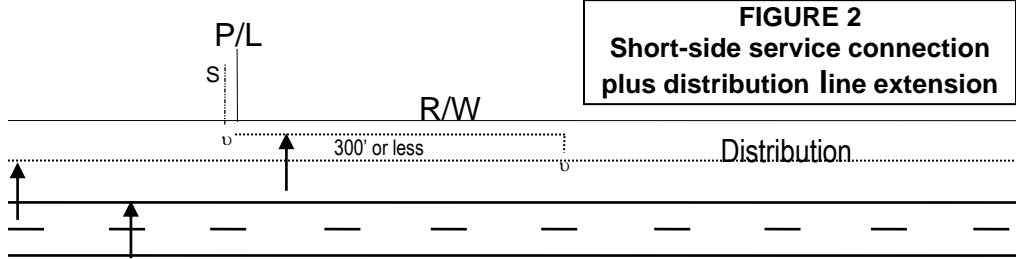 FIGURE 2
Short-side service connection
plus distribution line extension
P/L
S
R/W
υ
300' or less
υ
Distribution